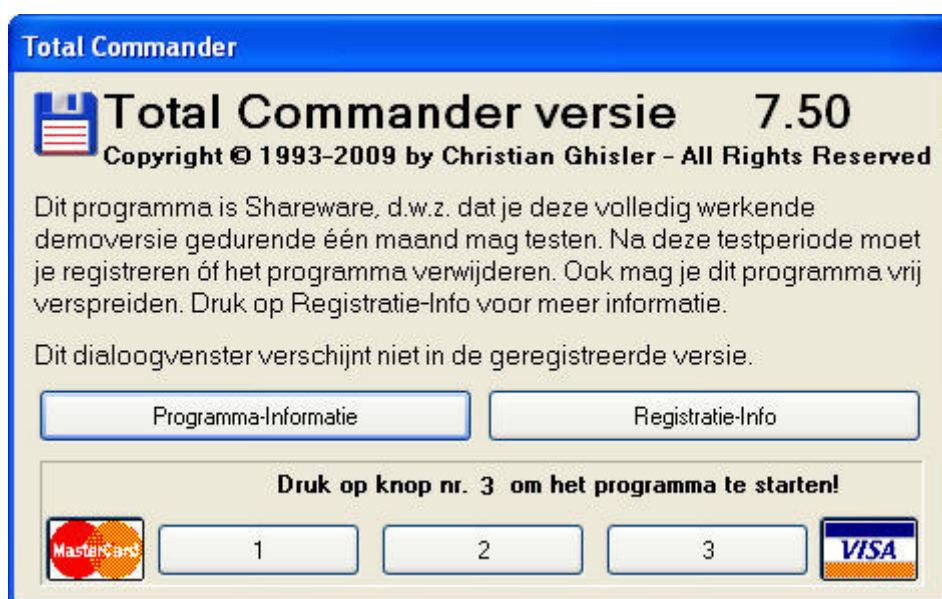 Total Commander
Total Commander versie 7.50
Copyright © 1993-2009 by Christian Ghisler - All Rights Reserved
Dit programma is Shareware, d.w.z. dat je deze volledig werkende
demoversie gedurende één maand mag testen. Na deze testperiode moet
je registreren óf het programma verwijderen. Ook mag je dit programma vrij
verspreiden. Druk op Registratie-Info voor meer informatie.
Dit dialoogvenster verschijnt niet in de geregistreerde versie.
Programma-Informatie Registratie-Info
Druk op knop nr. 3 om het programma te starten!
MasterCard 1 2 3 VISA